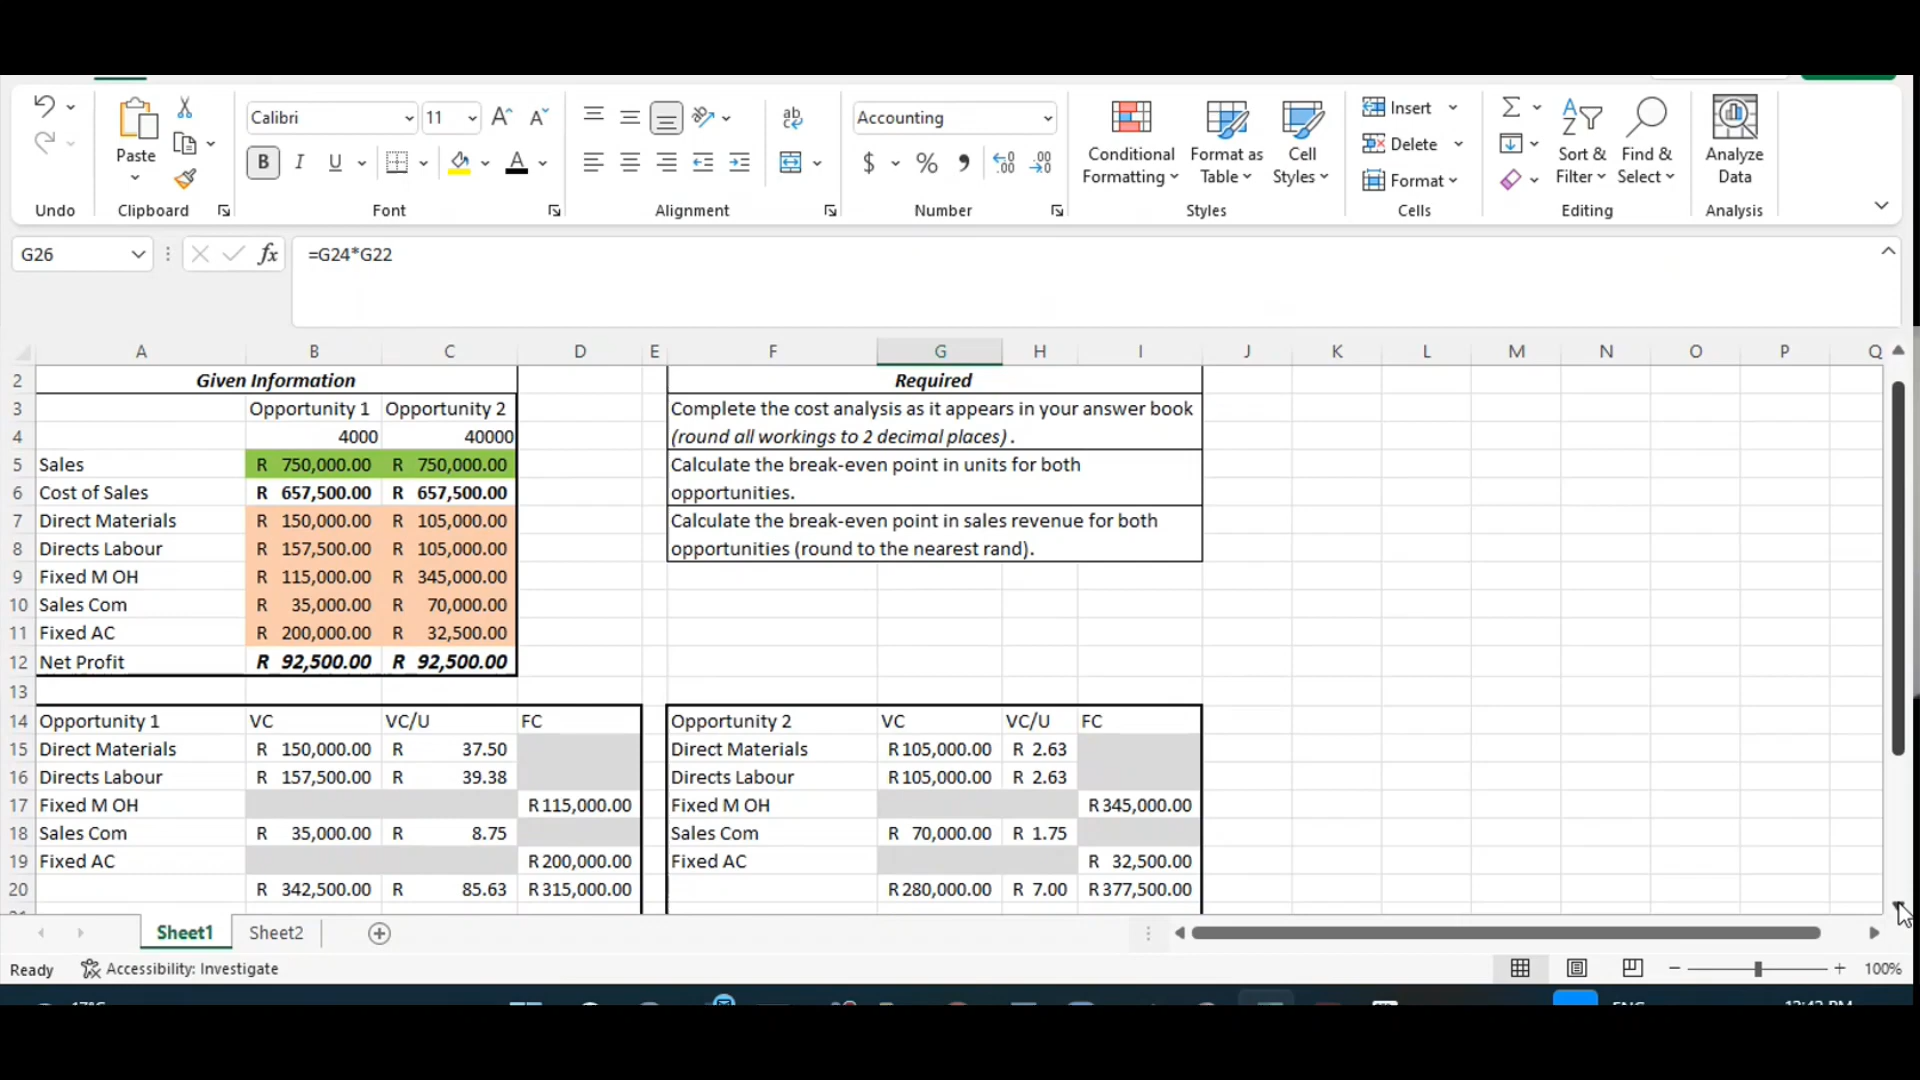 Calibri 11 Accounting
Insert
Delete
Format
Paste
Conditional Formatting
Format as Table
Cell Styles
Sort & Filter
Find & Select
Analyze Data
Undo Clipboard Font Alignment Number Styles Cells Editing Analysis
G26 fx =G24*G22
A B C D E F G H I J K L M N O P Q
2 Given Information Required
3 Opportunity 1 Opportunity 2 Complete the cost analysis as it appears in your answer book
4 4000 40000 (round all workings to 2 decimal places).
5 Sales R 750,000.00 R 750,000.00 Calculate the break-even point in units for both
6 Cost of Sales R 657,500.00 R 657,500.00 opportunities.
7 Direct Materials R 150,000.00 R 105,000.00 Calculate the break-even point in sales revenue for both
8 Directs Labour R 157,500.00 R 105,000.00 opportunities (round to the nearest rand).
9 Fixed M OH R 115,000.00 R 345,000.00
10 Sales Com R 35,000.00 R 70,000.00
11 Fixed AC R 200,000.00 R 32,500.00
12 Net Profit R 92,500.00 R 92,500.00
13
14 Opportunity 1 VC VC/U FC Opportunity 2 VC VC/U FC
15 Direct Materials R 150,000.00 R 37.50 Direct Materials R 105,000.00 R 2.63
16 Directs Labour R 157,500.00 R 39.38 Directs Labour R 105,000.00 R 2.63
17 Fixed M OH R 115,000.00 Fixed M OH R 345,000.00
18 Sales Com R 35,000.00 R 8.75 Sales Com R 70,000.00 R 1.75
19 Fixed AC R 200,000.00 Fixed AC R 32,500.00
20 R 342,500.00 R 85.63 R 315,000.00 R 280,000.00 R 7.00 R 377,500.00
Sheet1 Sheet2
Ready Accessibility: Investigate 100%